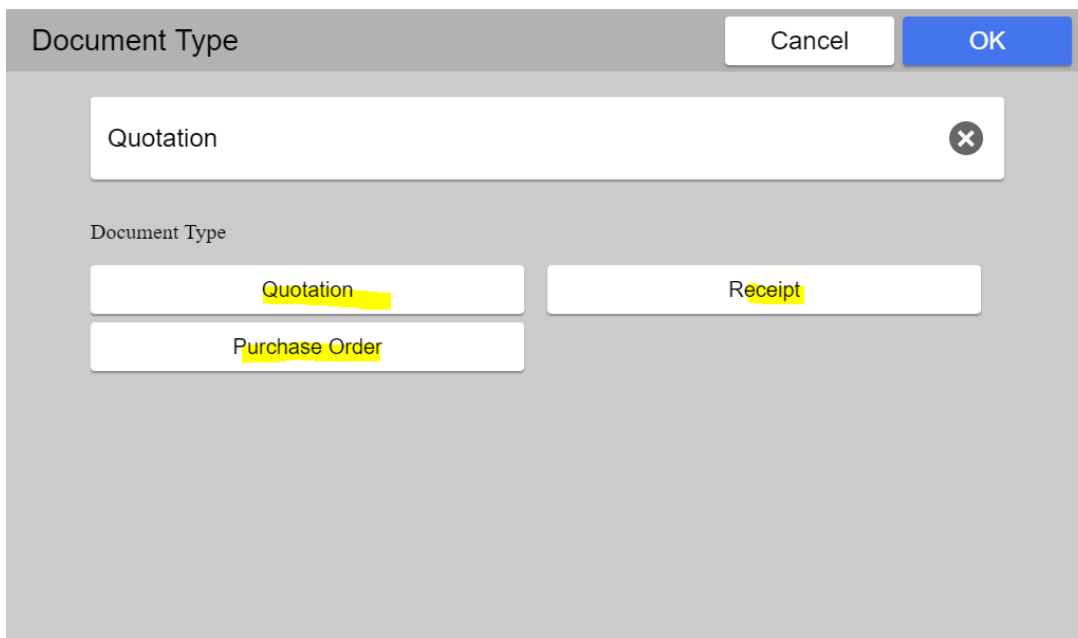 Document Type
Cancel
OK
Quotation
Document Type
Quotation
Receipt
Purchase Order